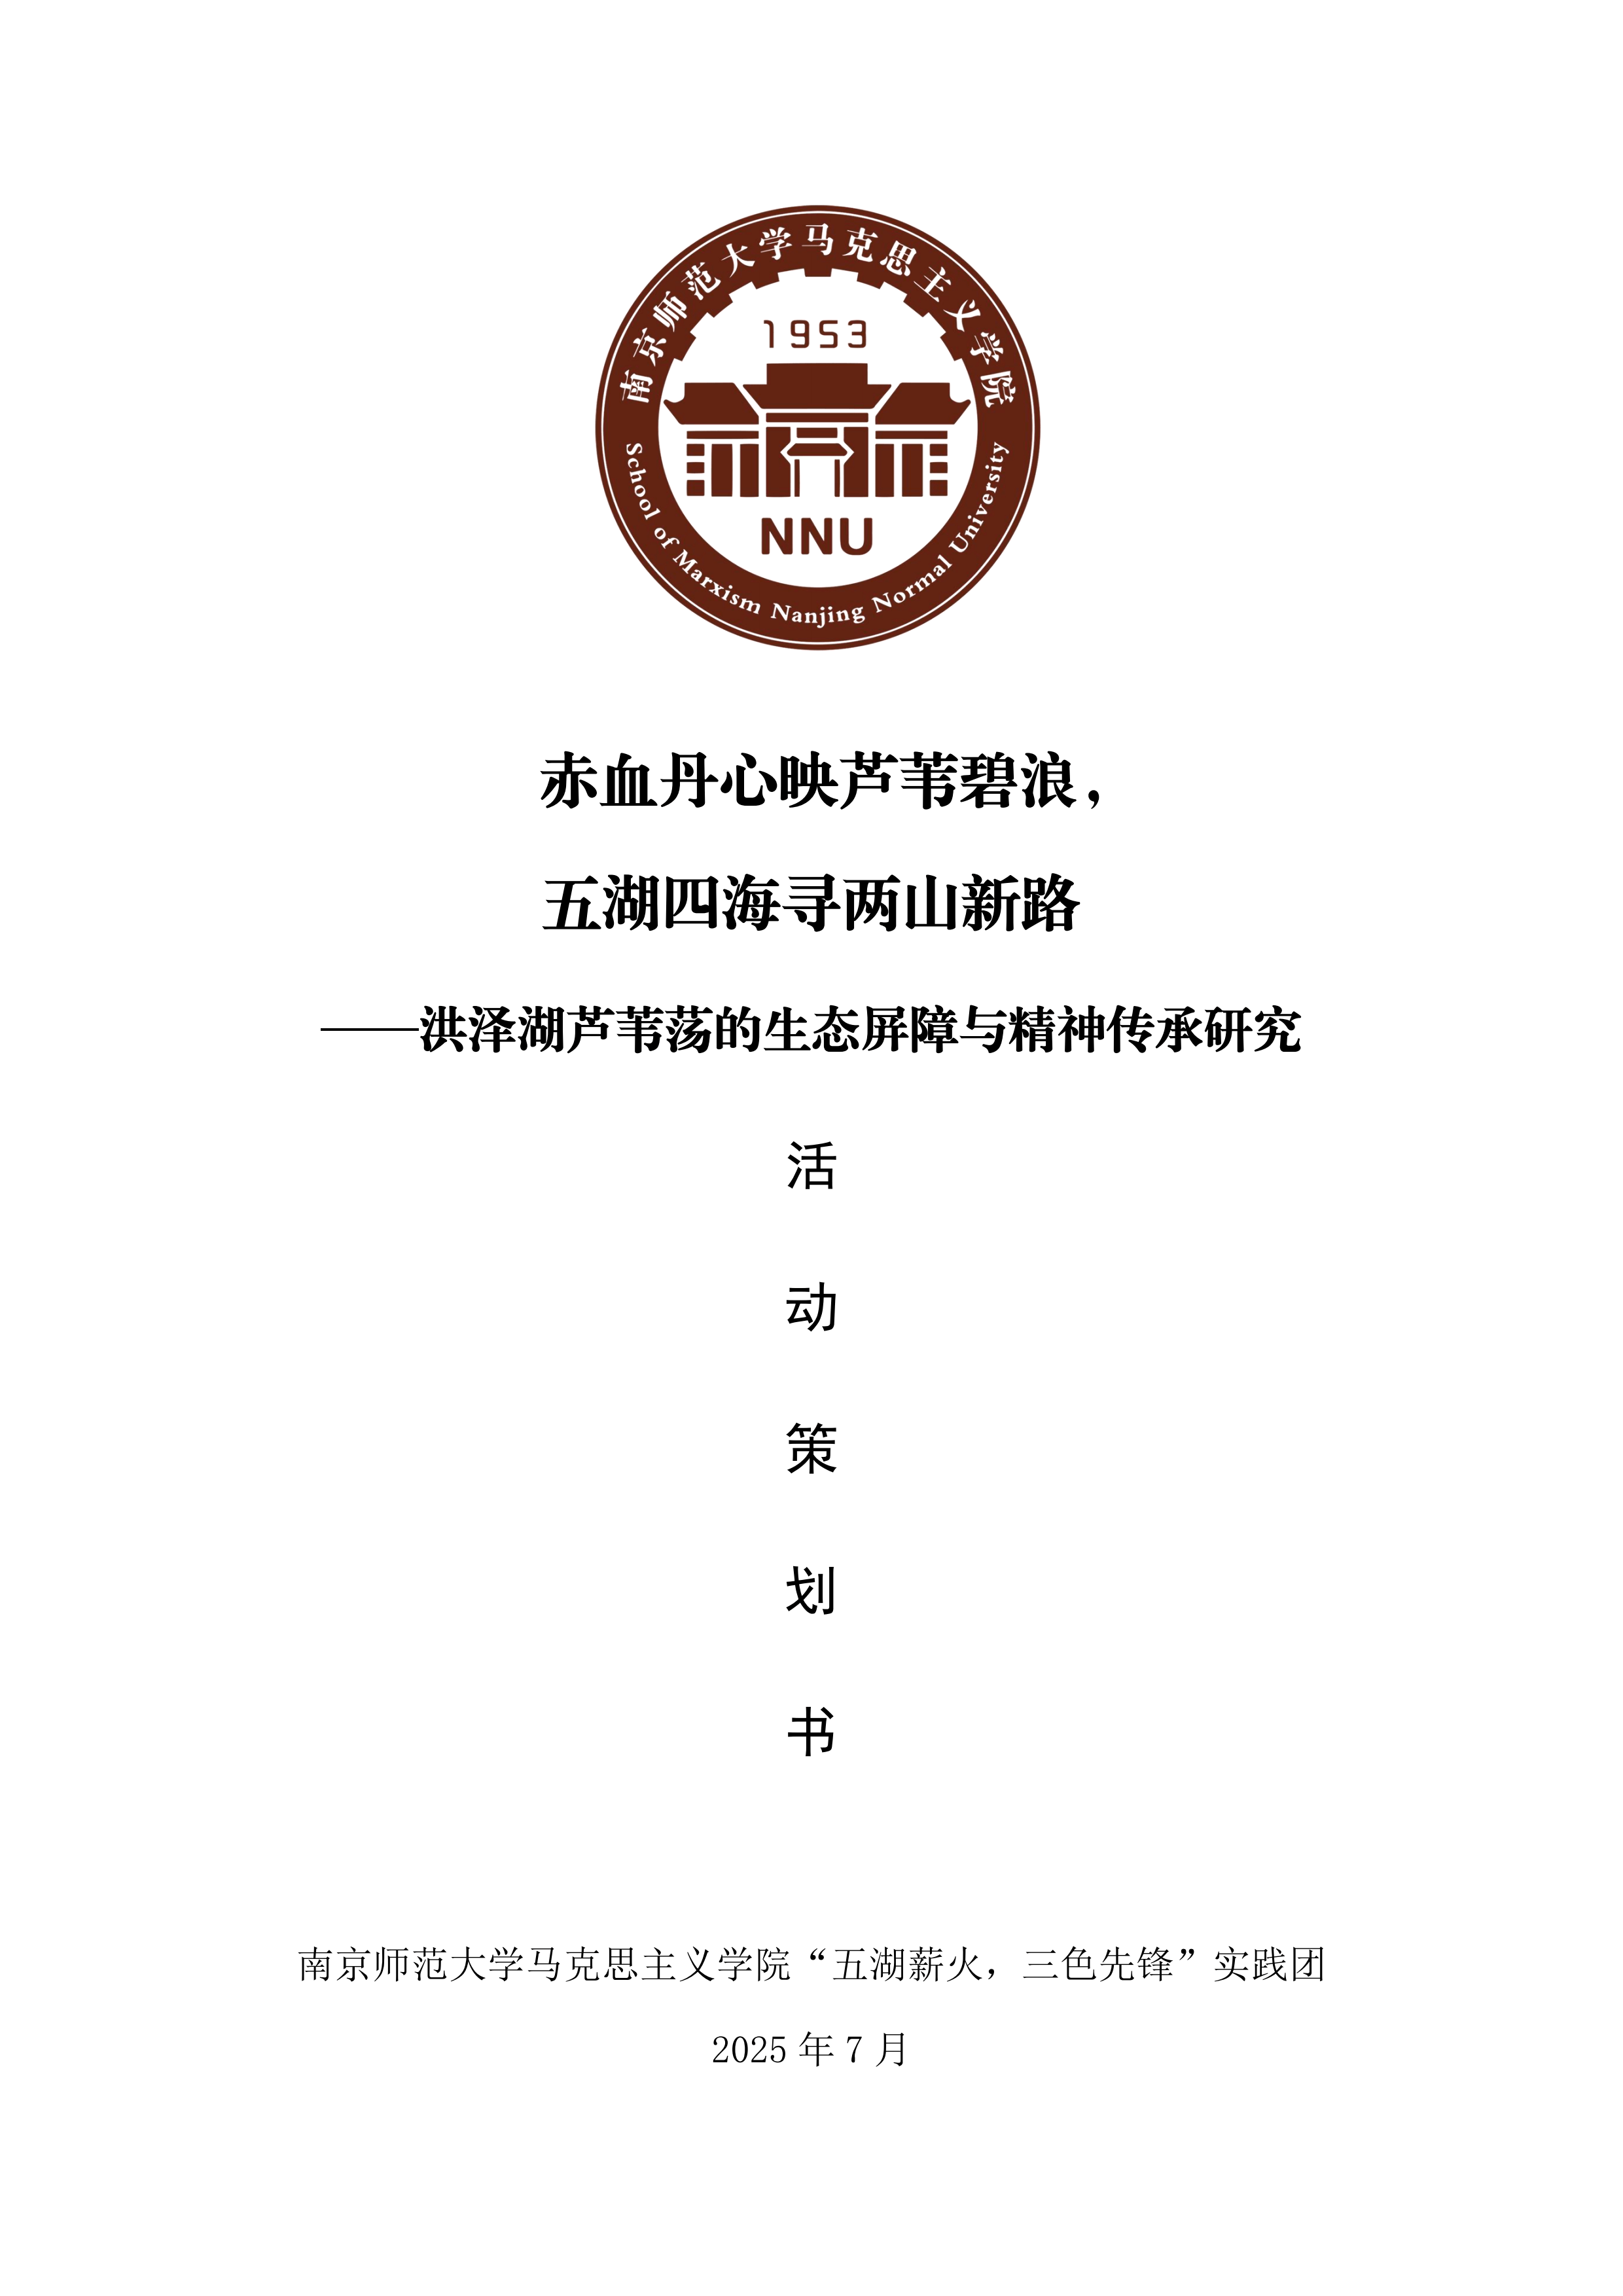 南京师范大学马克思主义学院
1953
NNU
School of Marxism Nanjing Normal University
赤血丹心映芦苇碧浪，
五湖四海寻两山新路
——洪泽湖芦苇荡的生态屏障与精神传承研究
活
动
策
划
书
南京师范大学马克思主义学院“五湖薪火，三色先锋”实践团
2025 年 7 月